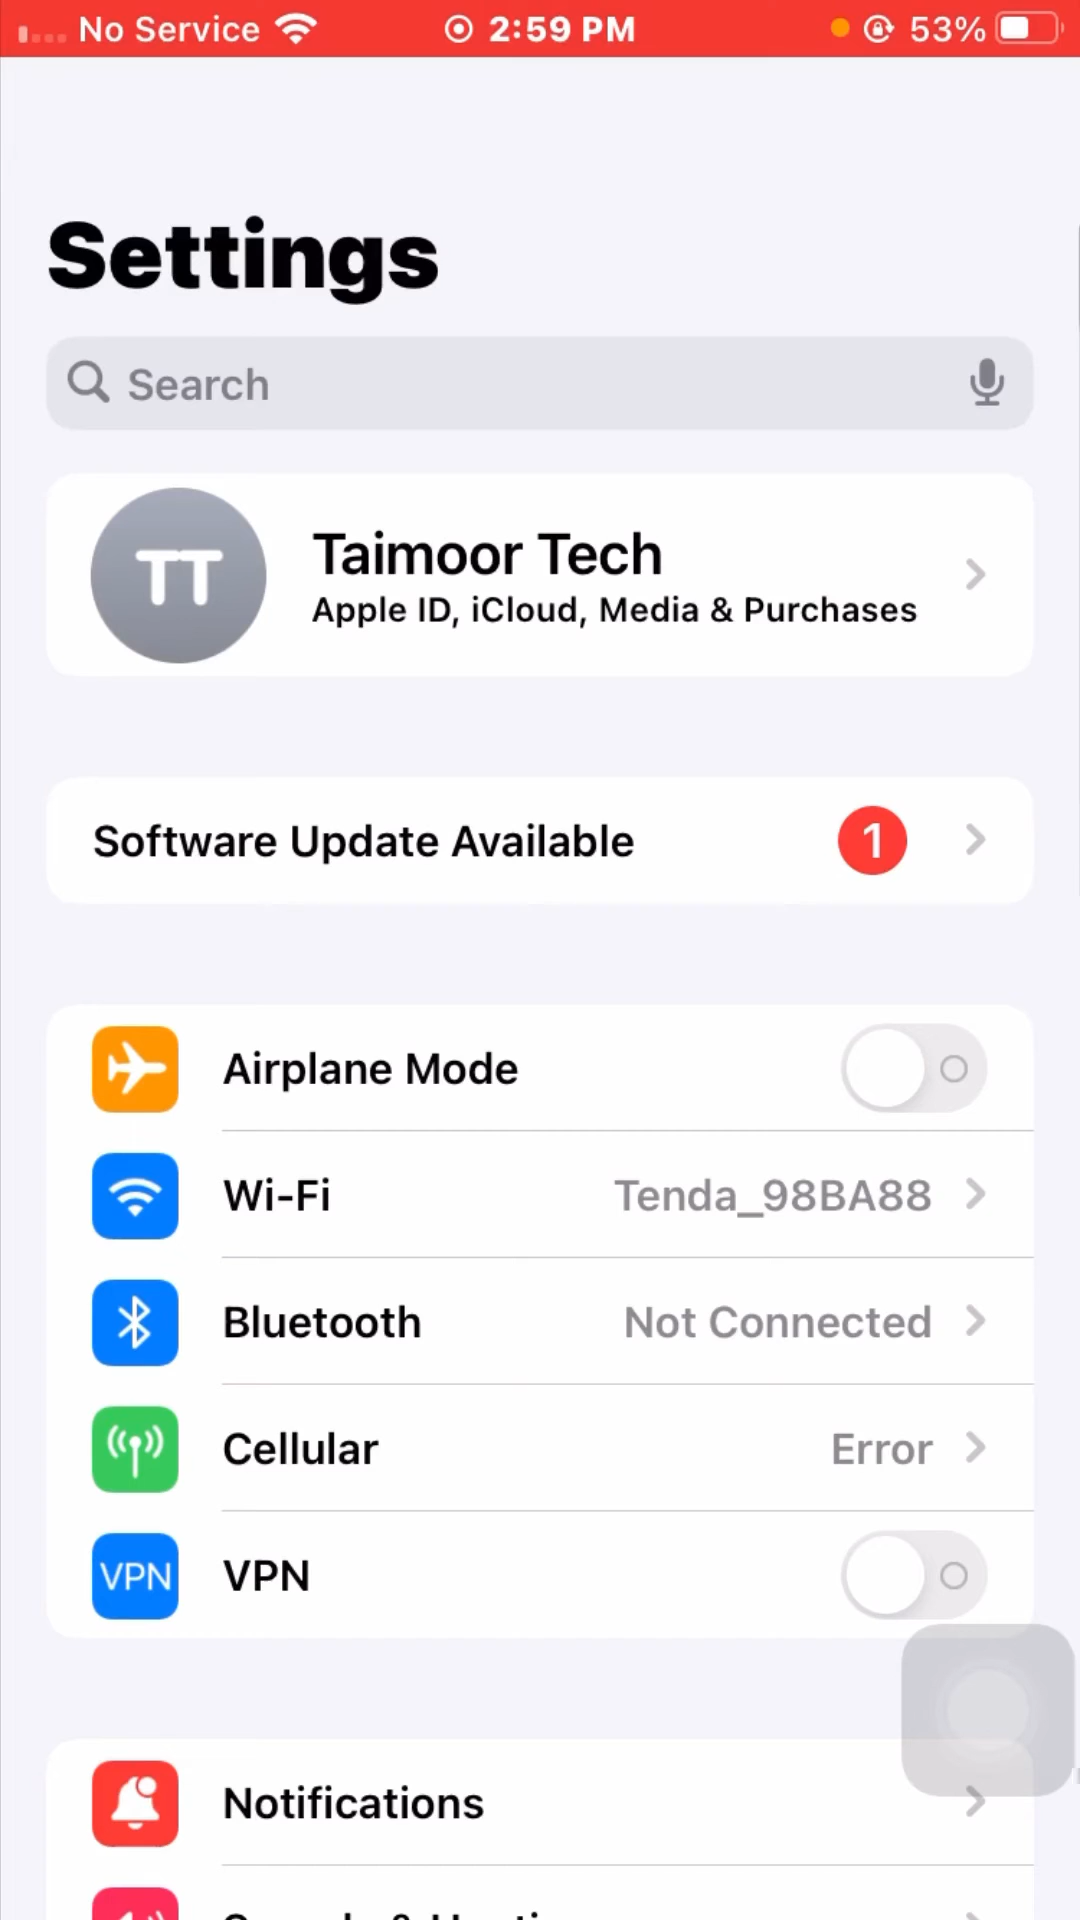 No Service 2:59 PM 53%
Settings
Search
TT
Taimoor Tech
Apple ID, iCloud, Media & Purchases
Software Update Available 1
Airplane Mode
Wi-Fi Tenda_98BA88
Bluetooth Not Connected
Cellular Error
VPN VPN
Notifications